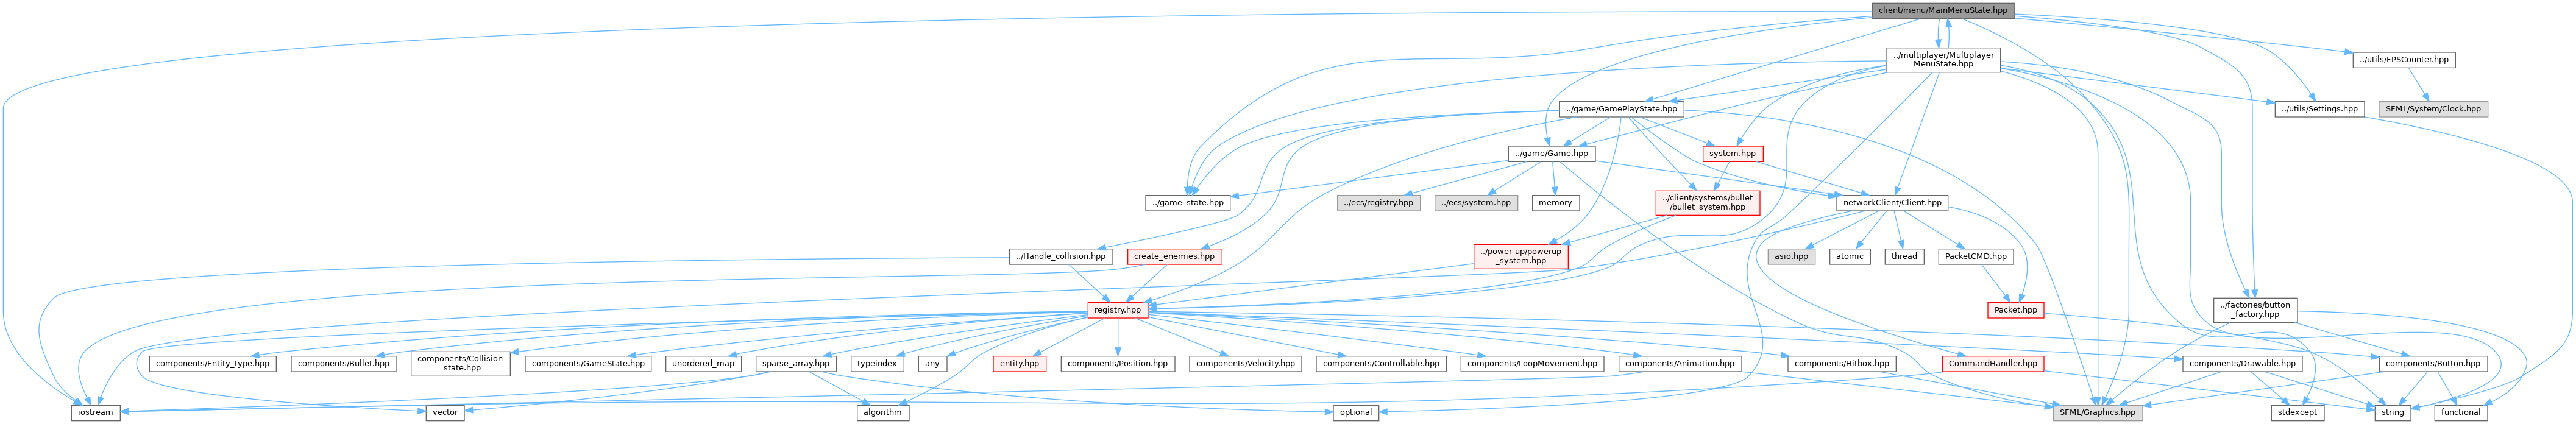 client/menu/MainMenuState.hpp
../multiplayer/Multiplayer
MenuState.hpp
../utils/FPSCounter.hpp
../game/GamePlayState.hpp
../utils/Settings.hpp
SFML/System/Clock.hpp
../game/Game.hpp
system.hpp
../game_state.hpp
../ecs/registry.hpp
../ecs/system.hpp
memory
../client/systems/bullet
/bullet_system.hpp
networkClient/Client.hpp
../Handle_collision.hpp
create_enemies.hpp
../power-up/powerup
_system.hpp
asio.hpp
atomic
thread
PacketCMD.hpp
registry.hpp
Packet.hpp
../factories/button
_factory.hpp
components/Entity_type.hpp
components/Bullet.hpp
components/Collision
_state.hpp
components/GameState.hpp
unordered_map
sparse_array.hpp
typeindex
any
entity.hpp
components/Position.hpp
components/Velocity.hpp
components/Controllable.hpp
components/LoopMovement.hpp
components/Animation.hpp
components/Hitbox.hpp
CommandHandler.hpp
components/Drawable.hpp
components/Button.hpp
iostream
vector
algorithm
optional
SFML/Graphics.hpp
stdexcept
string
functional